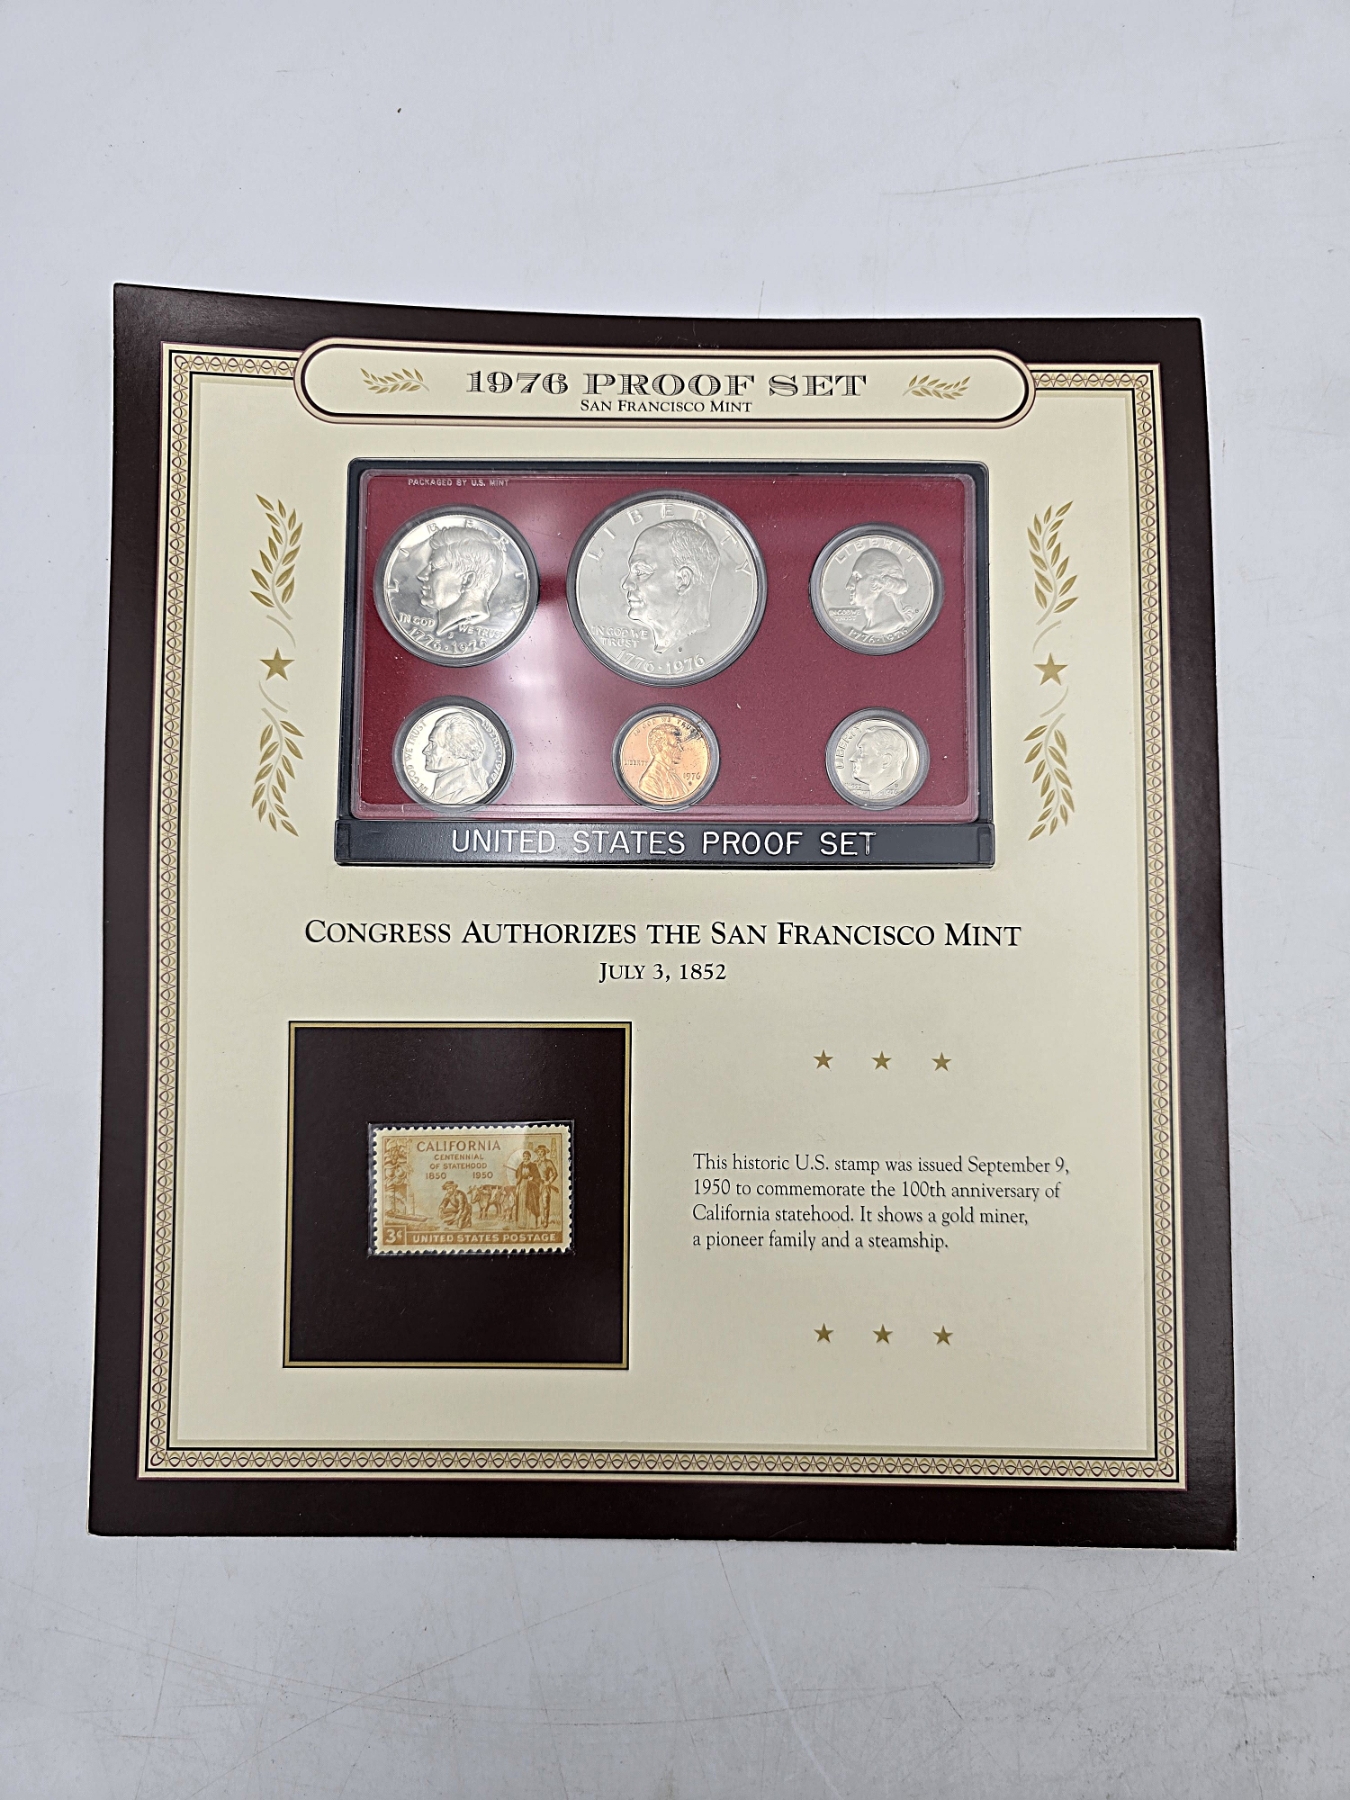 1976 PROOF SET
SAN FRANCISCO MINT
PACKAGED BY U.S. MINT
LIBERTY
IN GOD WE TRUST
1776·1976
LIBERTY
IN GOD WE
TRUST
1776·1976
LIBERTY
IN GOD WE
TRUST
1776·1976
IN GOD WE TRUST
IN GOD WE TRUST
LIBERTY
1976
S
LIBERTY
UNITED STATES PROOF SET
CONGRESS AUTHORIZES THE SAN FRANCISCO MINT
JULY 3, 1852
CALIFORNIA
CENTENNIAL
OF STATEHOOD
1850 1950
3¢ UNITED STATES POSTAGE
This historic U.S. stamp was issued September 9,
1950 to commemorate the 100th anniversary of
California statehood. It shows a gold miner,
a pioneer family and a steamship.